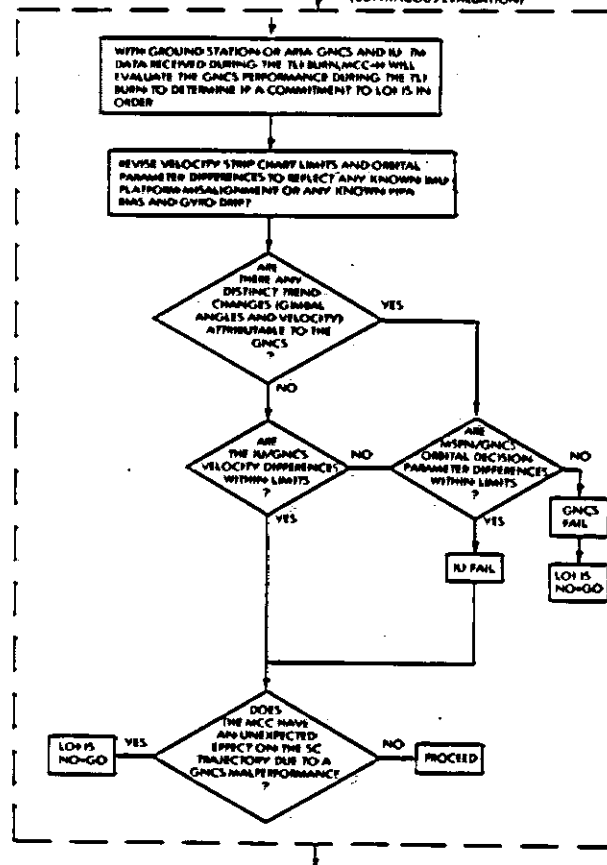 (CONTINUOUS EVALUATION)
WITH GROUND STATION OR ARIA GNCS AND IU TM
DATA RECEIVED DURING THE TLI BURN, MCC-H WILL
EVALUATE THE GNCS PERFORMANCE DURING THE TLI
BURN TO DETERMINE IF A COMMITMENT TO LOI IS IN
ORDER
REVISE VELOCITY STRIP CHART LIMITS AND ORBITAL
PARAMETER DIFFERENCES TO REFLECT ANY KNOWN IMU
PLATFORM MISALIGNMENT OR ANY KNOWN PIPA
BIAS AND GYRO DRIFT?
ARE
THERE ANY
DISTINCT TREND
CHANGES (GIMBAL
ANGLES AND VELOCITY)
ATTRIBUTABLE TO THE
GNCS
?
YES
NO
ARE
THE IU/GNCS
VELOCITY DIFFERENCES
WITHIN LIMITS
?
NO
YES
ARE
MSFN/GNCS
ORBITAL DECISION
PARAMETER DIFFERENCES
WITHIN LIMITS
?
NO
YES
GNCS
FAIL
IU FAIL
LOI IS
NO-GO
DOES
THE MCC HAVE
AN UNEXPECTED
EFFECT ON THE SC
TRAJECTORY DUE TO A
GNCS MALPERFORMANCE
?
YES
LOI IS
NO-GO
NO
PROCEED